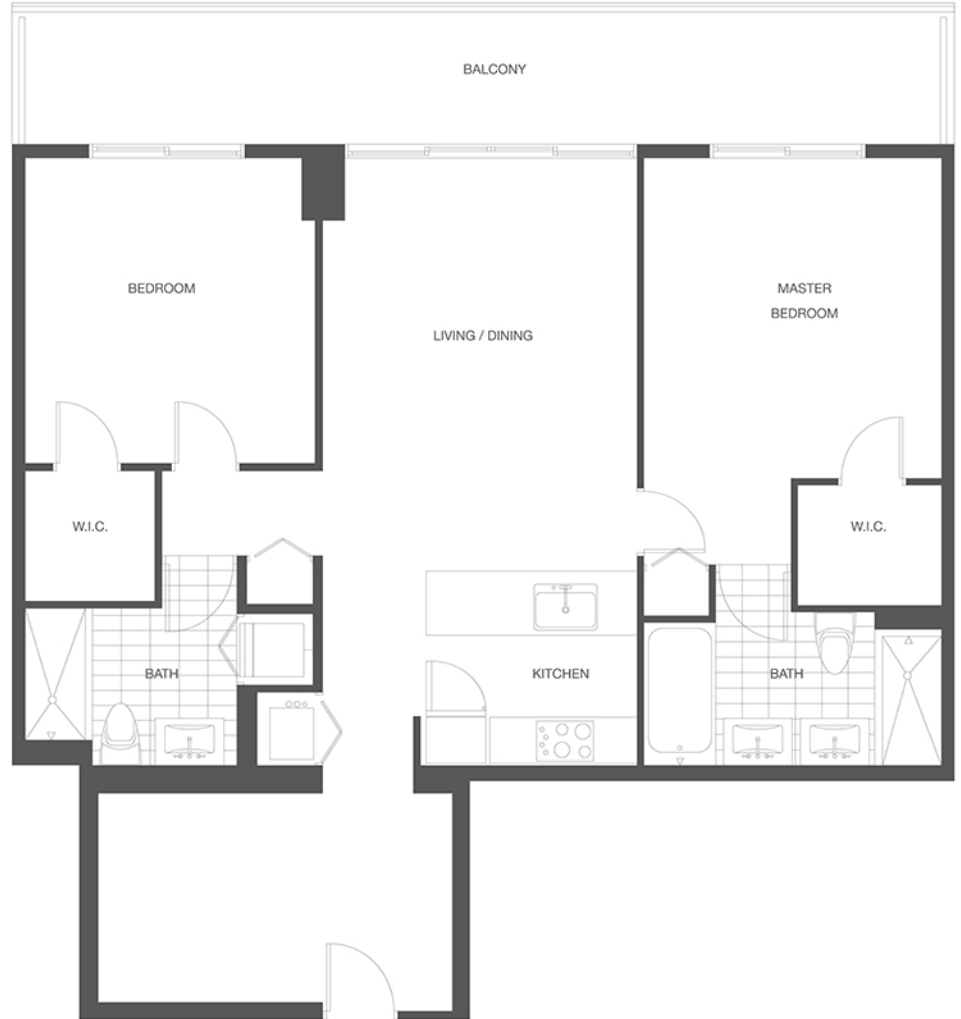 BALCONY
BEDROOM
MASTER
BEDROOM
LIVING / DINING
W.I.C.
W.I.C.
BATH
KITCHEN
BATH